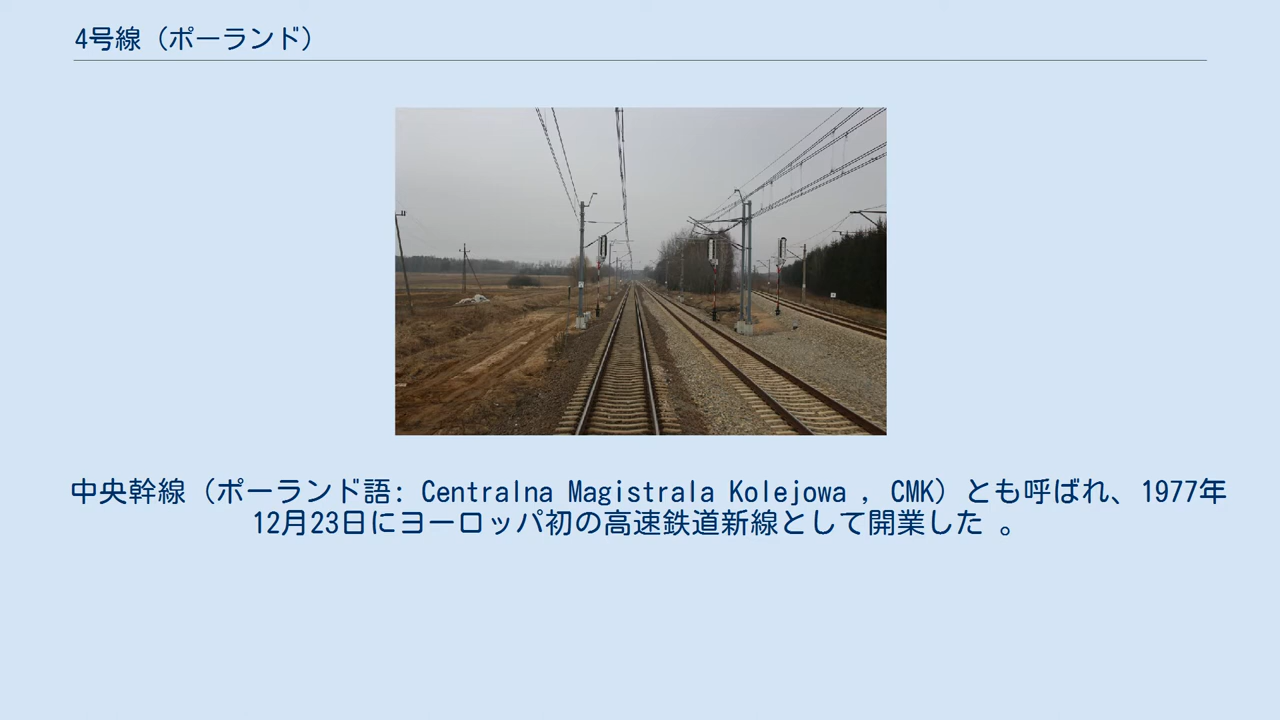 4号線（ポーランド）
中央幹線（ポーランド語: Centralna Magistrala Kolejowa , CMK）とも呼ばれ、1977年
12月23日にヨーロッパ初の高速鉄道新線として開業した 。